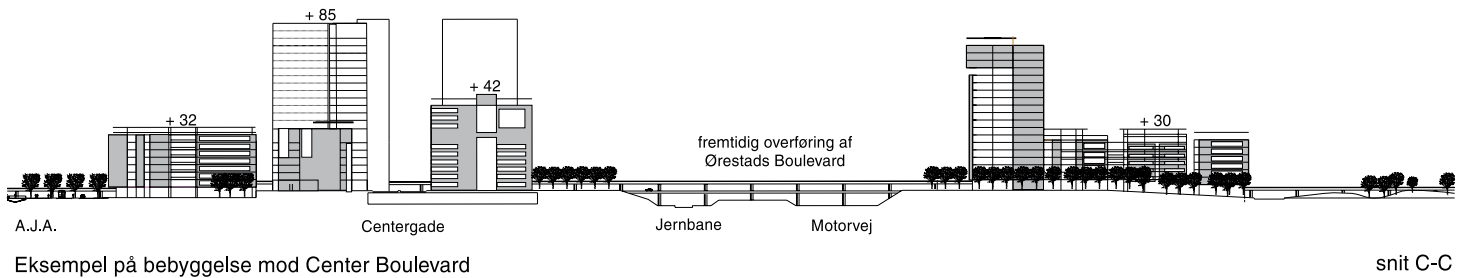 + 85
+ 42
+ 32
fremtidig overføring af
Ørestads Boulevard
+ 30
A.J.A.
Centergade
Jernbane
Motorvej
Eksempel på bebyggelse mod Center Boulevard
snit C-C